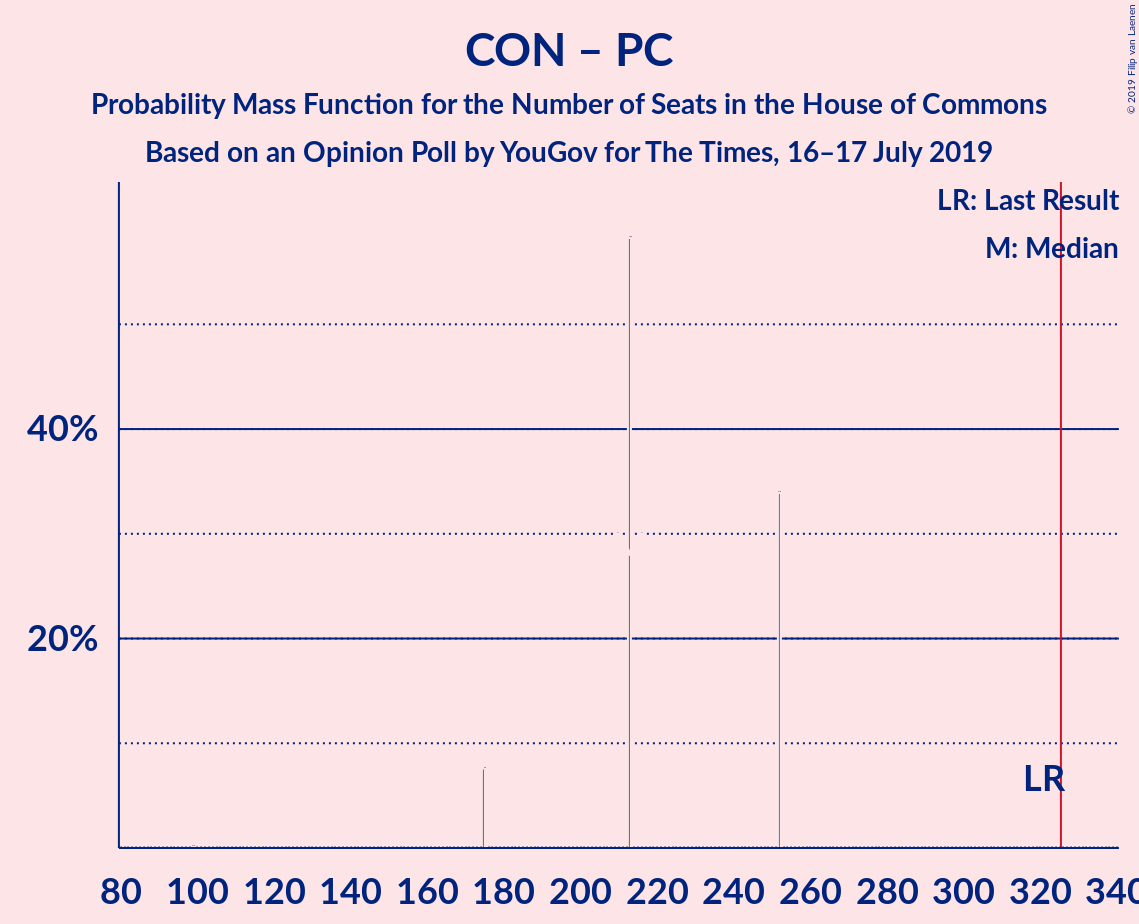 CON – PC
Probability Mass Function for the Number of Seats in the House of Commons
Based on an Opinion Poll by YouGov for The Times, 16–17 July 2019
© 2019 Filip van Laenen
LR: Last Result
M: Median
40%
20%
LR
80 100 120 140 160 180 200 220 240 260 280 300 320 340